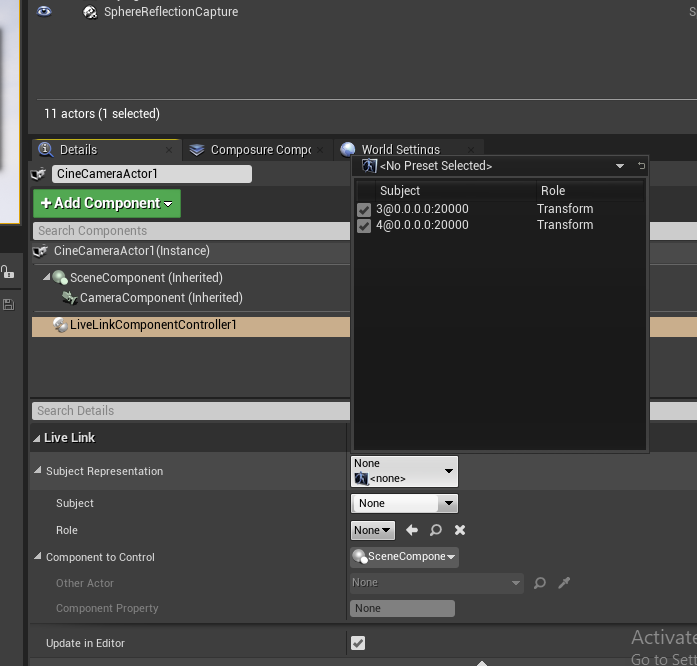 SphereReflectionCapture
S
11 actors (1 selected)
Details
Composure Compo
World Settings
CineCameraActor1
<No Preset Selected>
+Add Component
Subject Role
Search Components
3@0.0.0.0:20000 Transform
4@0.0.0.0:20000 Transform
CineCameraActor1(Instance)
SceneComponent (Inherited)
CameraComponent (Inherited)
LiveLinkComponentController1
Search Details
Live Link
Subject Representation
None
<none>
Subject None
Role None
Component to Control SceneCompone
Other Actor None
Component Property None
Update in Editor
Activate
Go to Sett